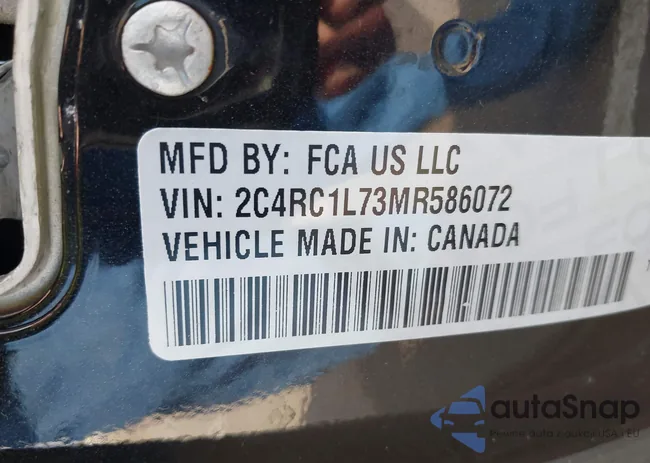 MFD BY: FCA US LLC
VIN: 2C4RC1L73MR586072
VEHICLE MADE IN: CANADA
autoSnap